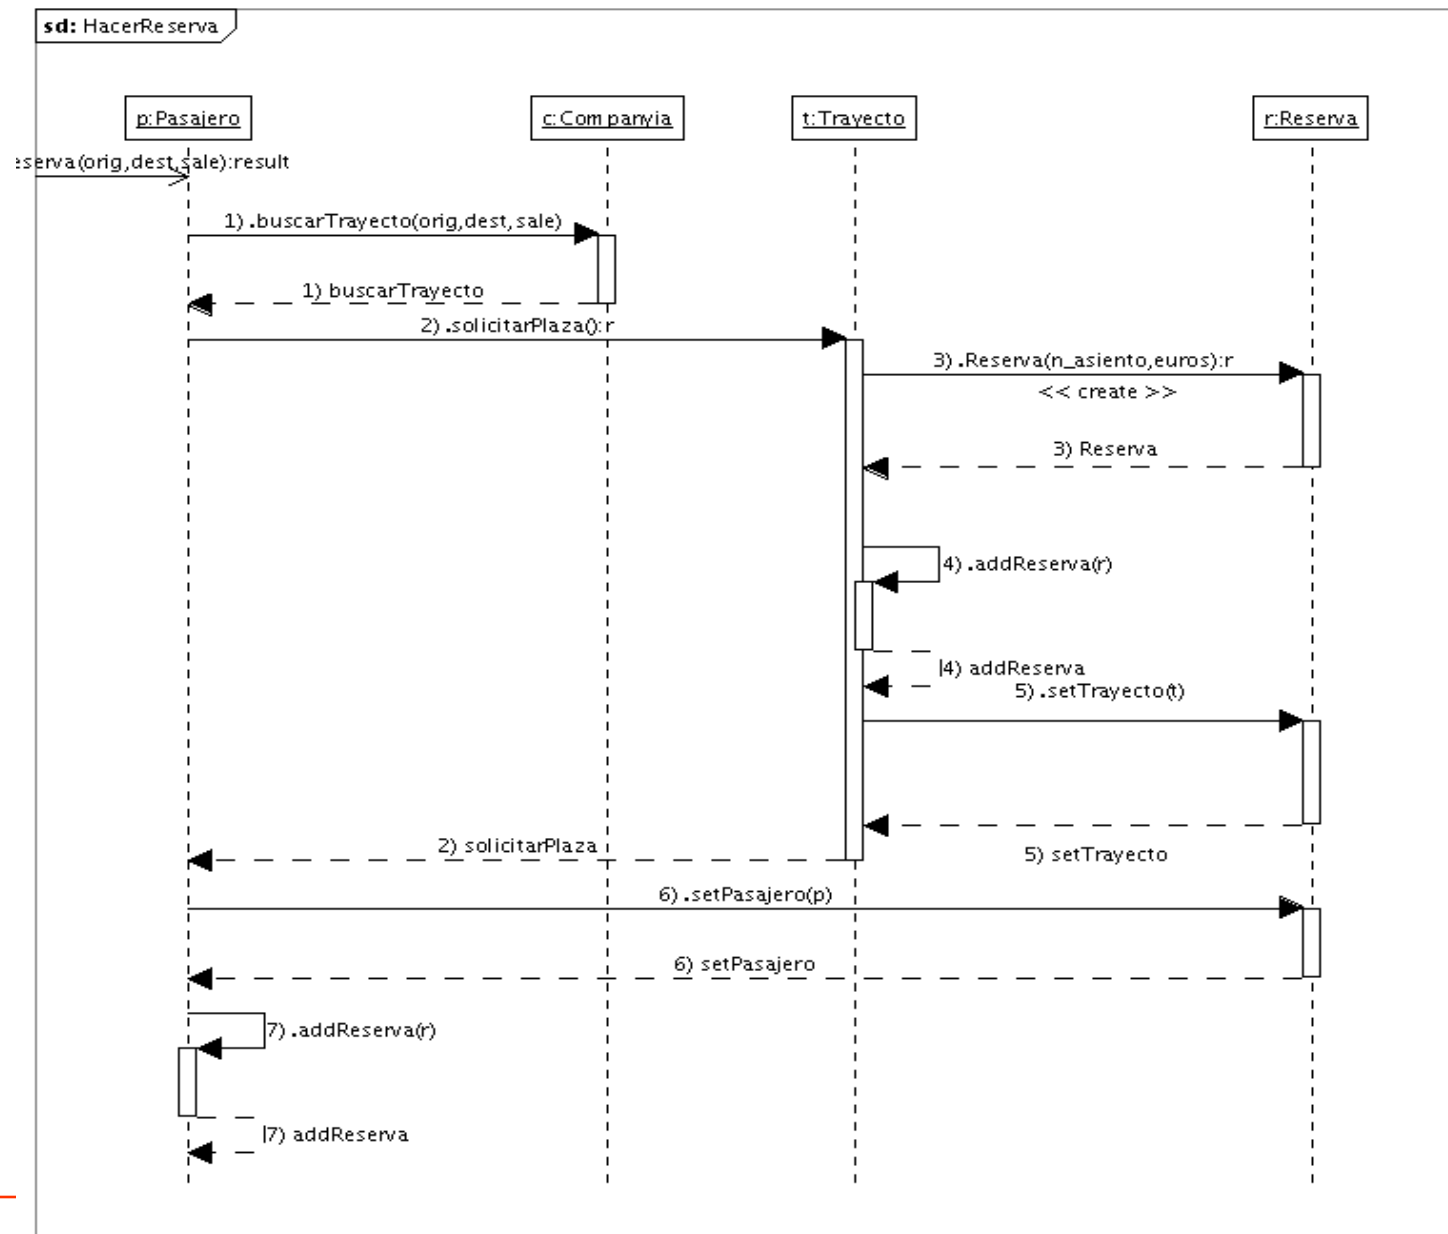 sd: HacerReserva
p:Pasajero
c:Companyia
t:Trayecto
r:Reserva
eserva(orig,dest,sale):result
1).buscarTrayecto(orig,dest,sale)
1) buscarTrayecto
2).solicitarPlaza():r
3).Reserva(n_asiento,euros):r
<< create >>
3) Reserva
4).addReserva(r)
4) addReserva
5).setTrayecto(t)
2) solicitarPlaza
5) setTrayecto
6).setPasajero(p)
6) setPasajero
7).addReserva(r)
7) addReserva